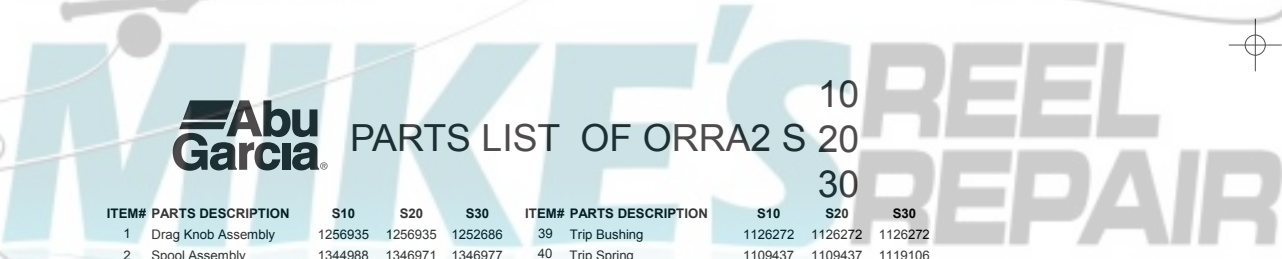 MIKE'S REEL REPAIR
Abu Garcia®
PARTS LIST OF ORRA2 S 10 20 30
ITEM# PARTS DESCRIPTION S10 S20 S30 ITEM# PARTS DESCRIPTION S10 S20 S30
1 Drag Knob Assembly 1256935 1256935 1252686 39 Trip Bushing 1126272 1126272 1126272
2 Spool Assembly 1344988 1346971 1346977 40 Trip Spring 1109437 1109437 1119106